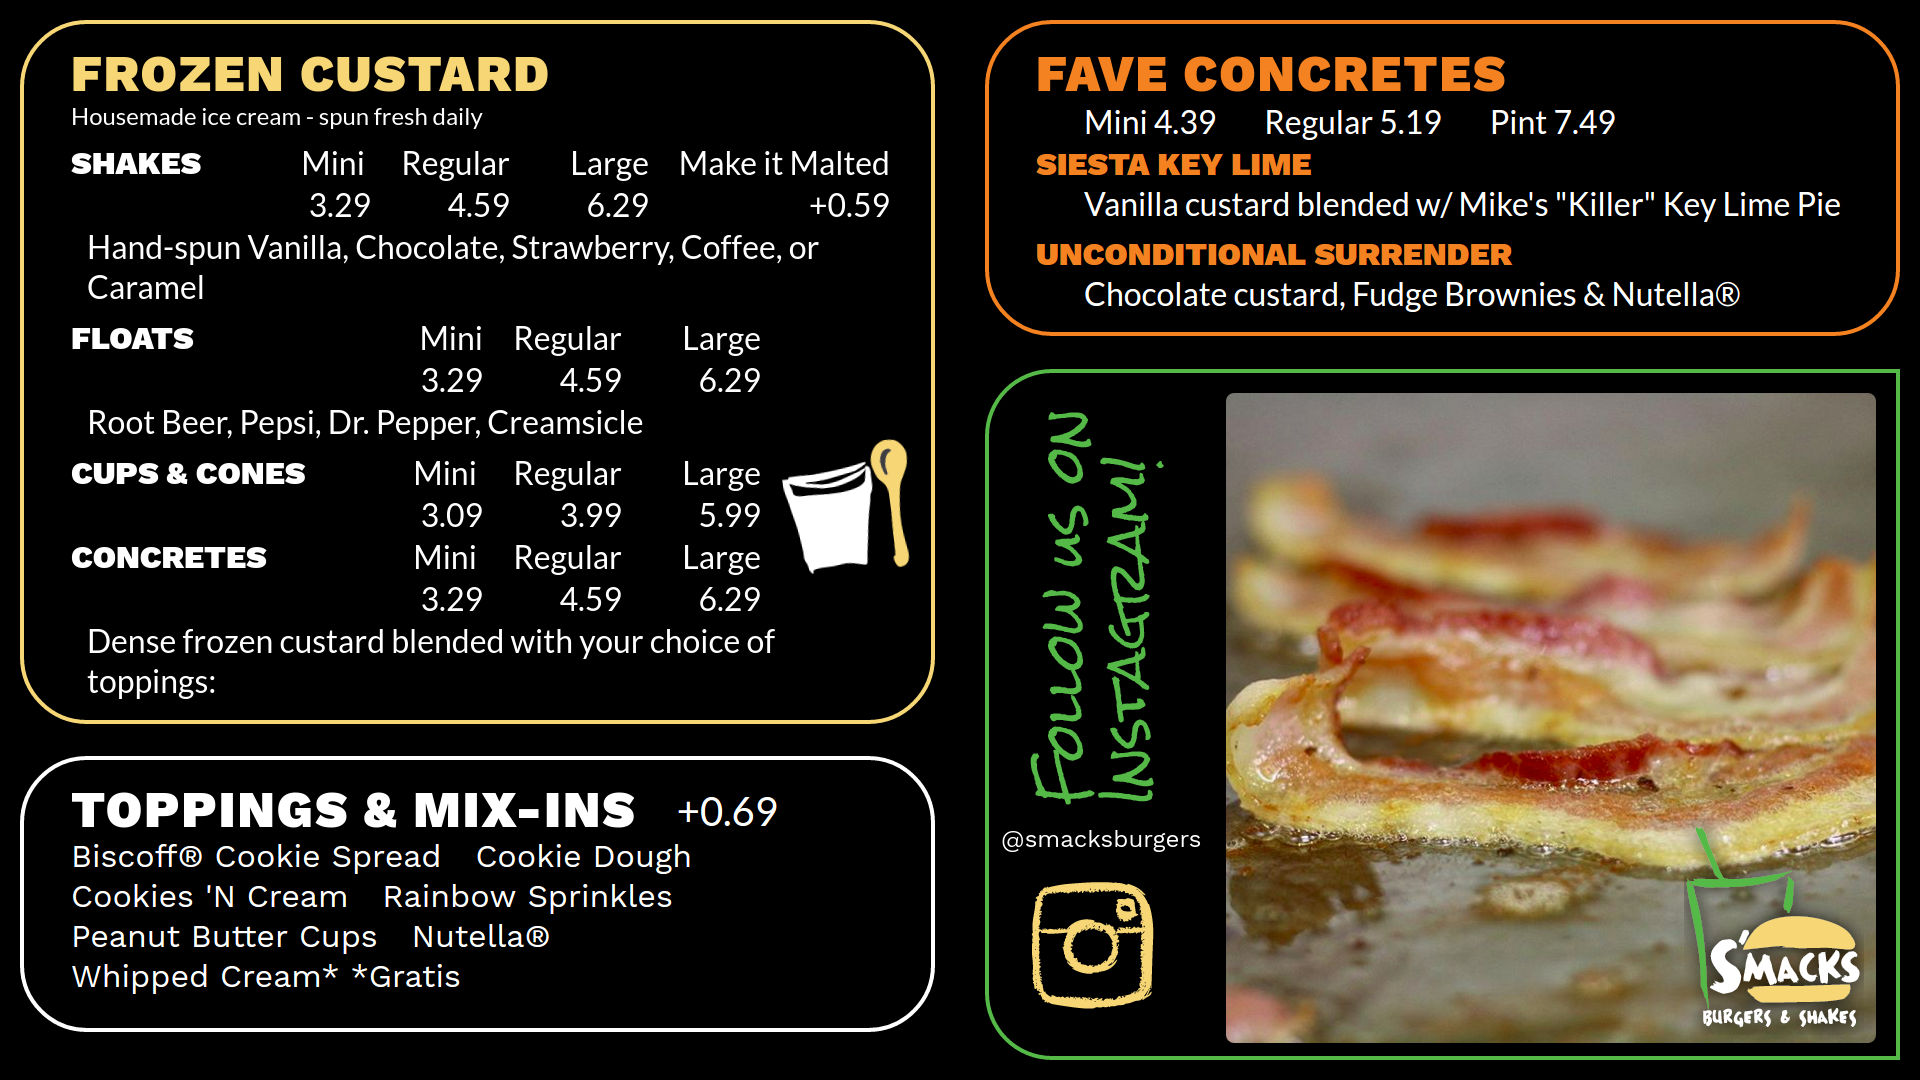 FROZEN CUSTARD
Housemade ice cream - spun fresh daily
SHAKES Mini Regular Large Make it Malted
3.29 4.59 6.29 +0.59
Hand-spun Vanilla, Chocolate, Strawberry, Coffee, or
Caramel
FLOATS Mini Regular Large
3.29 4.59 6.29
Root Beer, Pepsi, Dr. Pepper, Creamsicle
CUPS & CONES Mini Regular Large
3.09 3.99 5.99
CONCRETES Mini Regular Large
3.29 4.59 6.29
Dense frozen custard blended with your choice of
toppings:
TOPPINGS & MIX-INS +0.69
Biscoff® Cookie Spread Cookie Dough
Cookies 'N Cream Rainbow Sprinkles
Peanut Butter Cups Nutella®
Whipped Cream* *Gratis
FAVE CONCRETES
Mini 4.39 Regular 5.19 Pint 7.49
SIESTA KEY LIME
Vanilla custard blended w/ Mike's "Killer" Key Lime Pie
UNCONDITIONAL SURRENDER
Chocolate custard, Fudge Brownies & Nutella®
Follow us on
Instagram!
@smacksburgers
S'MACKS
BURGERS & SHAKES